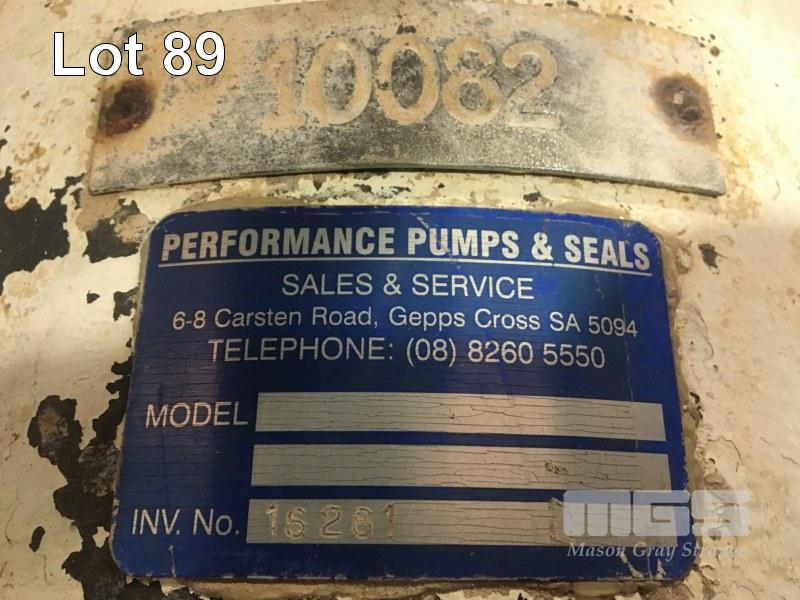 Lot 89
10082
PERFORMANCE PUMPS & SEALS
SALES & SERVICE
6-8 Carsten Road, Gepps Cross SA 5094
TELEPHONE: (08) 8260 5550
MODEL
INV. No. 16281
MGS
Mason Gray Strange